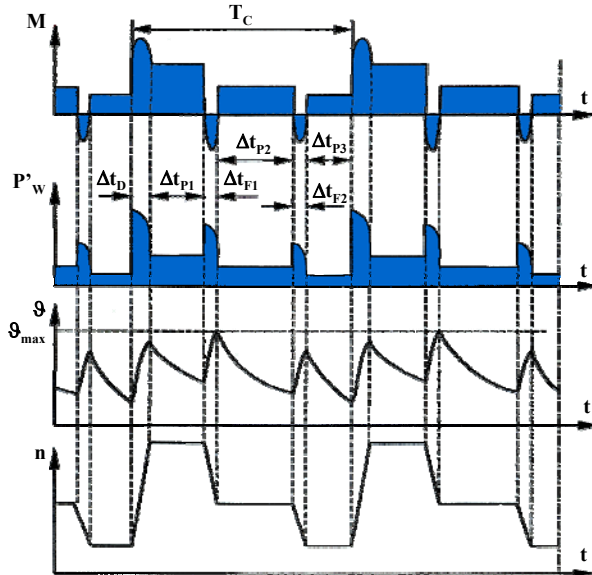 M
T_C
t
Δt_P2
Δt_P3
P'_W
Δt_D
Δt_P1
Δt_F1
Δt_F2
t
ϑ
ϑ_max
t
n
t